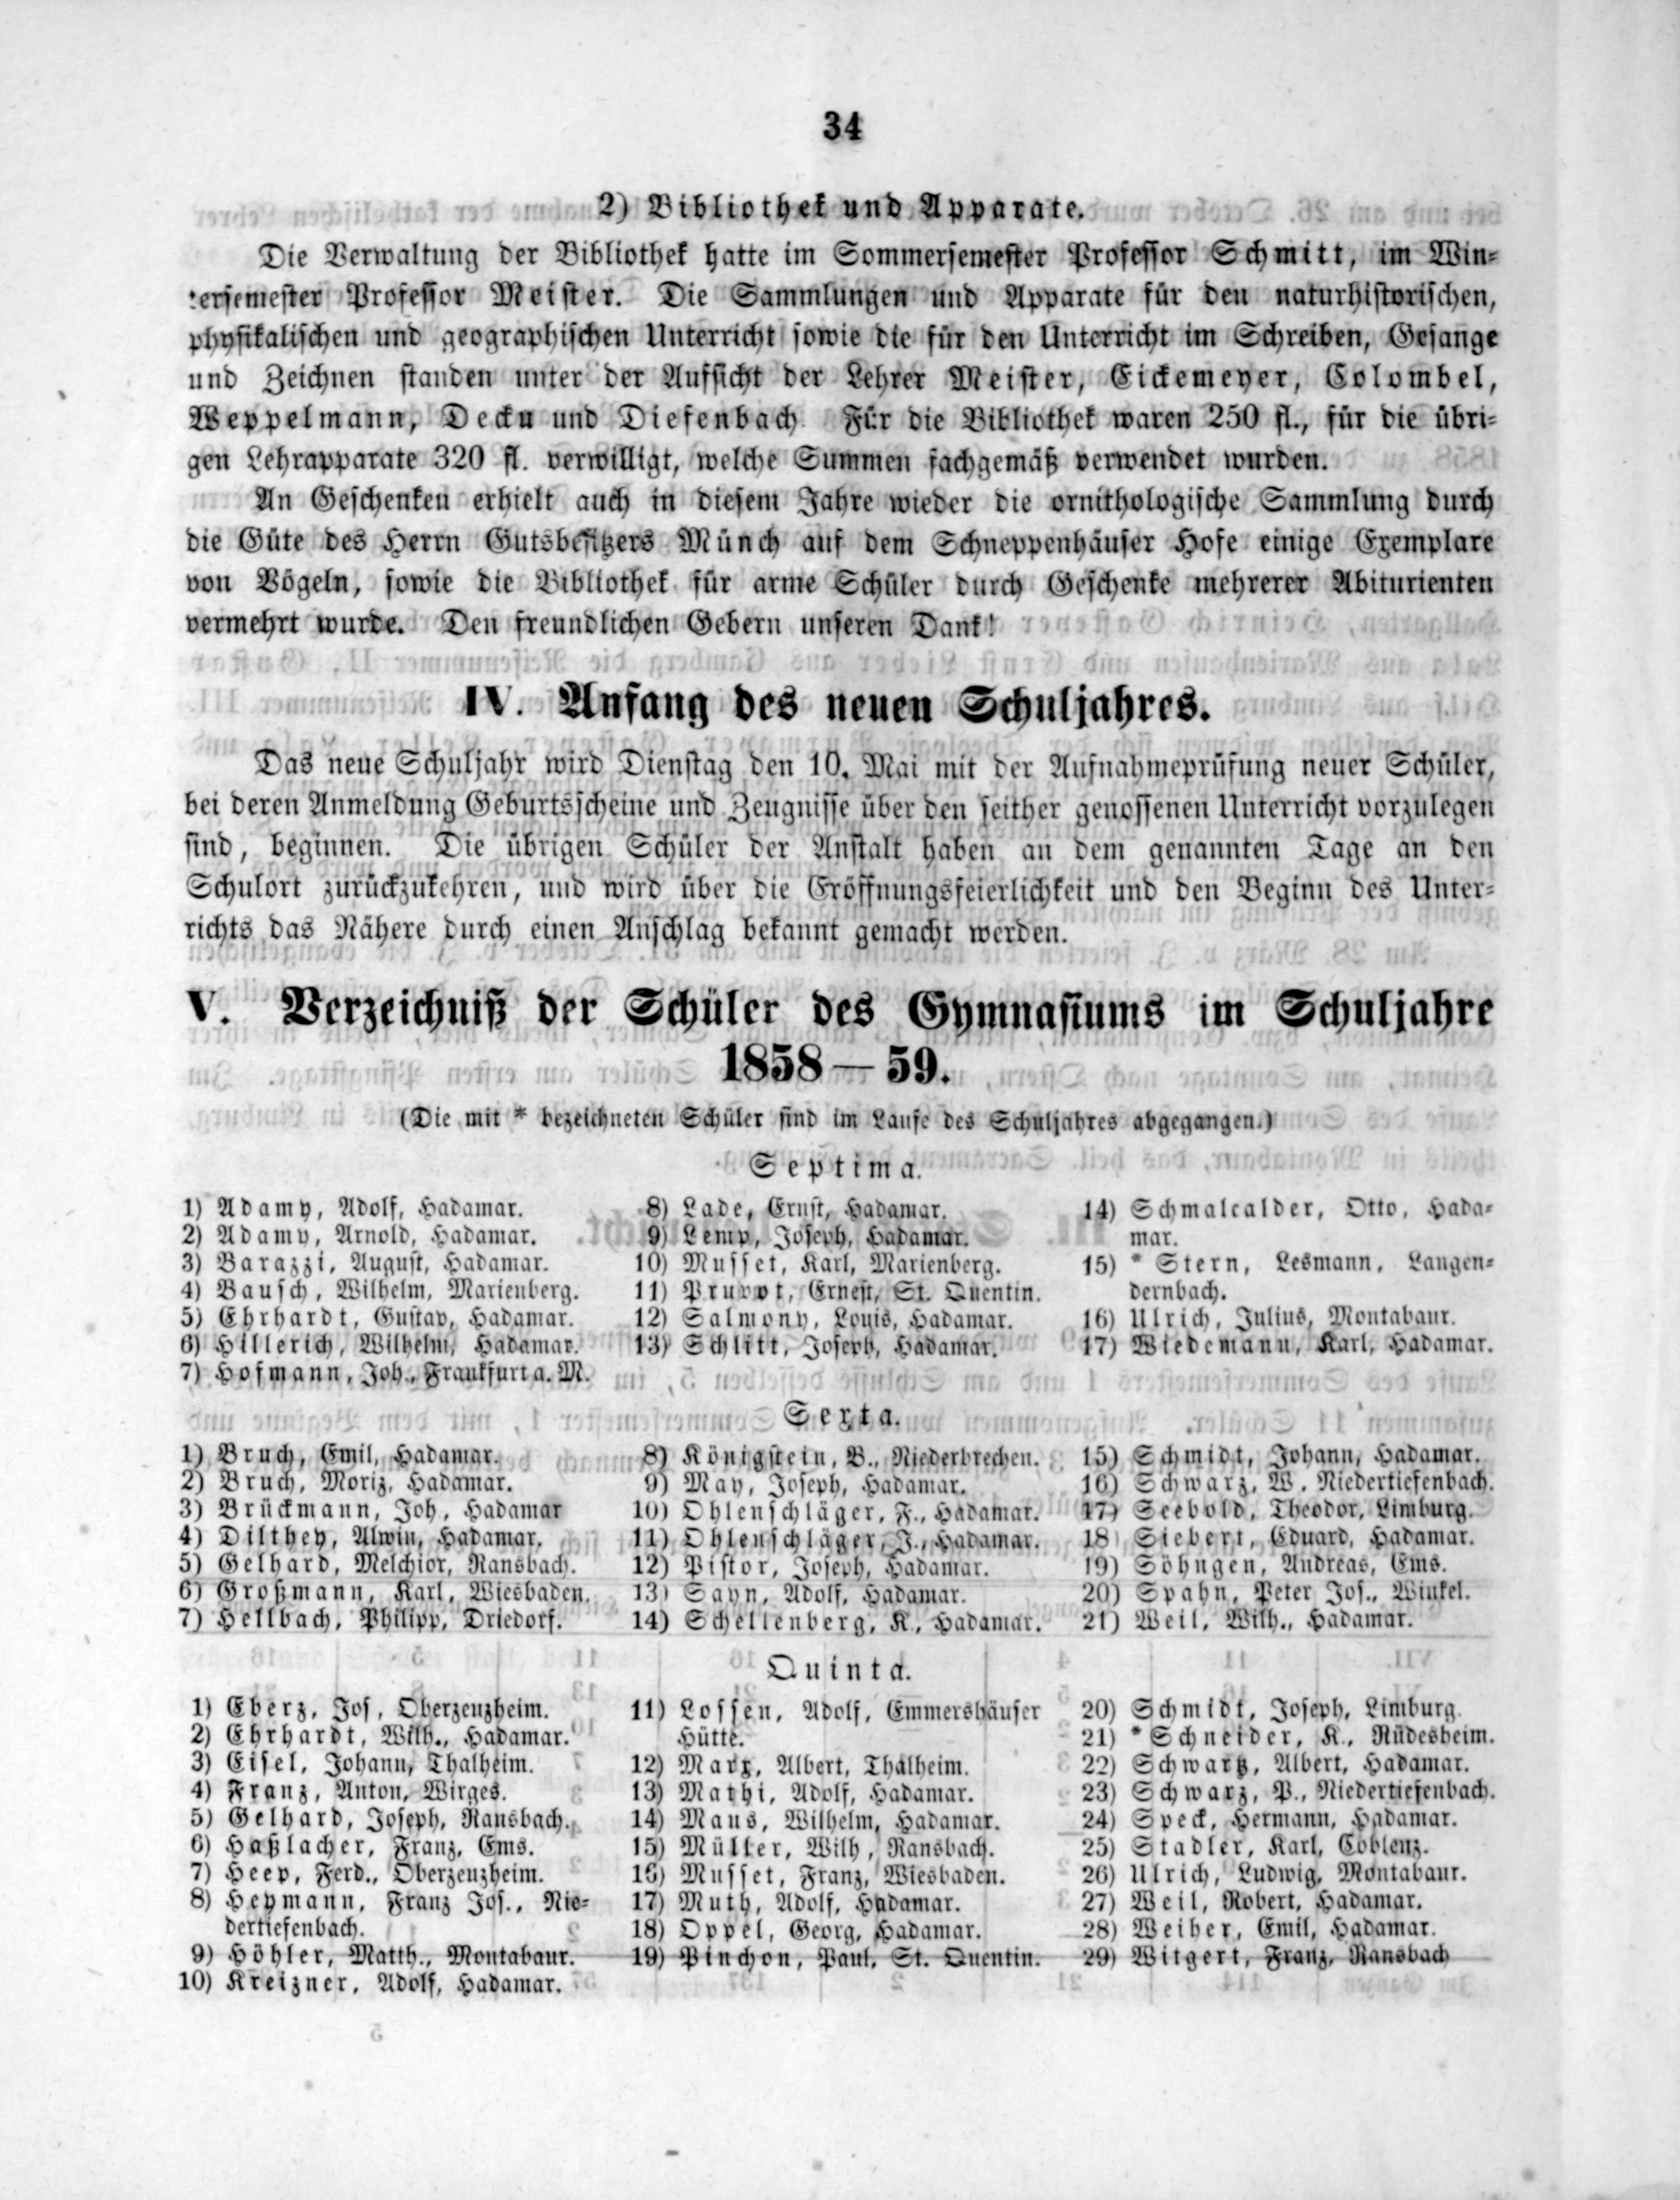 34
2) Bibliothek und Apparate.
Die Verwaltung der Bibliothek hatte im Sommersemester Professor Schmitt, im Win-
tersemester Professor Meister. Die Sammlungen und Apparate für den naturhistorischen,
physikalischen und geographischen Unterricht sowie die für den Unterricht im Schreiben, Gesange
und Zeichnen standen unter der Aufsicht der Lehrer Meister, Eickemeyer, Colombel,
Weppelmann, Decku und Diefenbach. Für die Bibliothek waren 250 fl., für die übri-
gen Lehrapparate 320 fl. verwilligt, welche Summen fachgemäß verwendet wurden.
An Geschenken erhielt auch in diesem Jahre wieder die ornithologische Sammlung durch
die Güte des Herrn Gutsbesitzers Münch auf dem Schneppenhäuser Hofe einige Exemplare
von Vögeln, sowie die Bibliothek für arme Schüler durch Geschenke mehrerer Abiturienten
vermehrt wurde. Den freundlichen Gebern unseren Dank!
IV. Anfang des neuen Schuljahres.
Das neue Schuljahr wird Dienstag den 10. Mai mit der Aufnahmeprüfung neuer Schüler,
bei deren Anmeldung Geburtsscheine und Zeugnisse über den seither genossenen Unterricht vorzulegen
sind, beginnen. Die übrigen Schüler der Anstalt haben an dem genannten Tage an den
Schulort zurückzukehren, und wird über die Eröffnungsfeierlichkeit und den Beginn des Unter-
richts das Nähere durch einen Anschlag bekannt gemacht werden.
V. Verzeichniß der Schüler des Gymnasiums im Schuljahre
1858—59.
(Die mit * bezeichneten Schüler sind im Laufe des Schuljahres abgegangen.)
Septima.
1) Adamy, Adolf, Hadamar.
2) Adamy, Arnold, Hadamar.
3) Barazzi, August, Hadamar.
4) Bausch, Wilhelm, Marienberg.
5) Ehrhardt, Gustav, Hadamar.
6) Hillerich, Wilhelm, Hadamar.
7) Hofmann, Joh., Frankfurt a. M.
8) Lade, Ernst, Hadamar.
9) Lemp, Joseph, Hadamar.
10) Musset, Karl, Marienberg.
11) Pruvot, Ernest, St. Quentin.
12) Salmony, Louis, Hadamar.
13) Schlitt, Joseph, Hadamar.
14) Schmalcalder, Otto, Hada-
mar.
15) * Stern, Lesmann, Langen-
dernbach.
16) Ulrich, Julius, Montabaur.
17) Wiedemann, Karl, Hadamar.
Sexta.
1) Bruch, Emil, Hadamar.
2) Bruch, Moriz, Hadamar.
3) Brückmann, Joh, Hadamar
4) Dilthey, Alwin, Hadamar.
5) Gelhard, Melchior, Ransbach.
6) Großmann, Karl, Wiesbaden.
7) Hellbach, Philipp, Driedorf.
8) Königstein, B., Niederbrechen.
9) May, Joseph, Hadamar.
10) Ohlenschläger, F., Hadamar.
11) Ohlenschläger, J., Hadamar.
12) Pistor, Joseph, Hadamar.
13) Sayn, Adolf, Hadamar.
14) Schellenberg, K., Hadamar.
15) Schmidt, Johann, Hadamar.
16) Schwarz, W, Niedertiefenbach.
17) Seebold, Theodor, Limburg.
18) Siebert, Eduard, Hadamar.
19) Söhngen, Andreas, Ems.
20) Spahn, Peter Jos., Winkel.
21) Weil, Wilh., Hadamar.
Quinta.
1) Eberz, Jos, Oberzeuzheim.
2) Ehrhardt, Wilh., Hadamar.
3) Eisel, Johann, Thalheim.
4) Franz, Anton, Wirges.
5) Gelhard, Joseph, Ransbach.
6) Haßlacher, Franz, Ems.
7) Heep, Ferd., Oberzeuzheim.
8) Heymann, Franz Jos., Nie-
dertiefenbach.
9) Höhler, Matth., Montabaur.
10) Kreizner, Adolf, Hadamar.
11) Lossen, Adolf, Emmershäuser
Hütte.
12) Marx, Albert, Thalheim.
13) Mathi, Adolf, Hadamar.
14) Maus, Wilhelm, Hadamar.
15) Müller, Wilh, Ransbach.
16) Musset, Franz, Wiesbaden.
17) Muth, Adolf, Hadamar.
18) Oppel, Georg, Hadamar.
19) Pinchon, Paul, St. Quentin.
20) Schmidt, Joseph, Limburg.
21) * Schneider, K., Rüdesheim.
22) Schwartz, Albert, Hadamar.
23) Schwarz, P., Niedertiefenbach.
24) Speck, Hermann, Hadamar.
25) Stadler, Karl, Coblenz.
26) Ulrich, Ludwig, Montabaur.
27) Weil, Robert, Hadamar.
28) Weiher, Emil, Hadamar.
29) Witgert, Franz, Ransbach